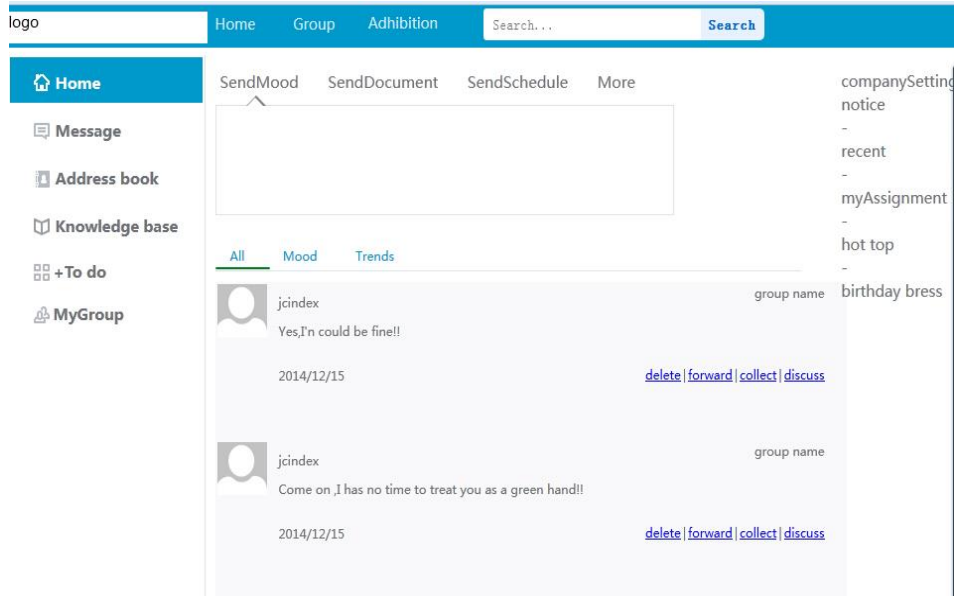 logo
Home Group Adhibition Search... Search
Home
Message
Address book
Knowledge base
+To do
MyGroup
SendMood SendDocument SendSchedule More
All Mood Trends
jcindex group name
Yes,I'n could be fine!!
2014/12/15 delete|forward|collect|discuss
jcindex group name
Come on ,I has no time to treat you as a green hand!!
2014/12/15 delete|forward|collect|discuss
companySetting
notice
-
recent
-
myAssignment
-
hot top
-
birthday bress